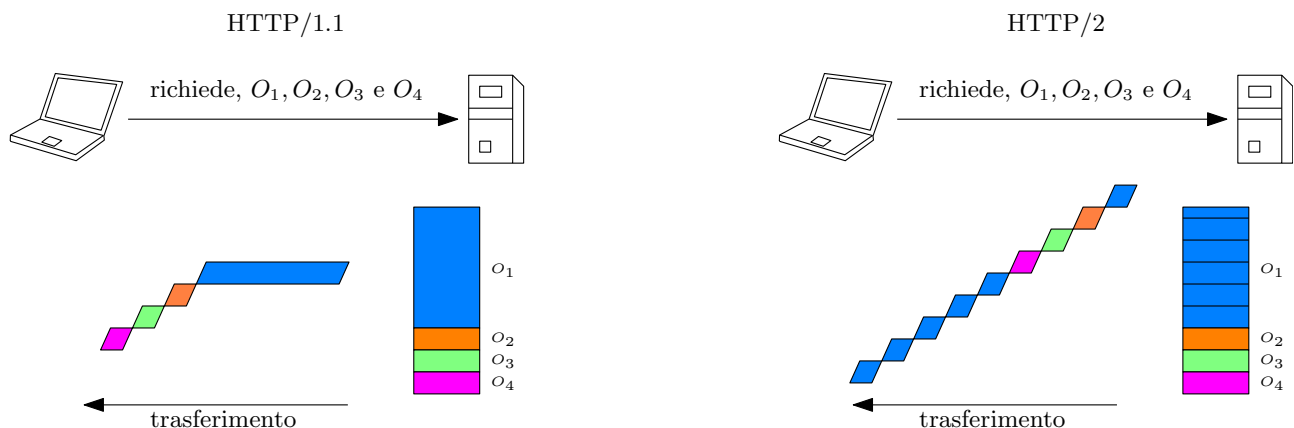 HTTP/1.1
richiede, O₁, O₂, O₃ e O₄
O₁
O₂
O₃
O₄
trasferimento
HTTP/2
richiede, O₁, O₂, O₃ e O₄
O₁
O₂
O₃
O₄
trasferimento